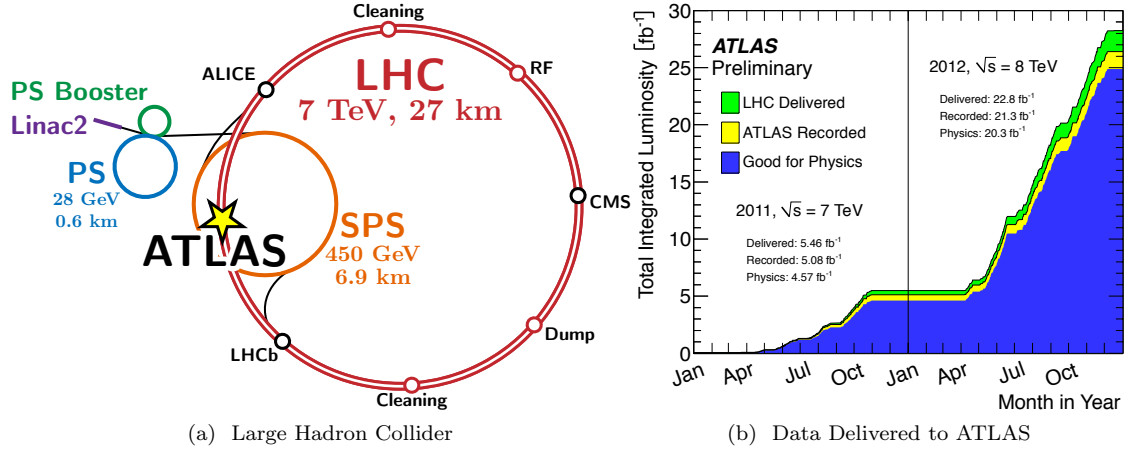 Cleaning
ALICE
RF
LHC
7 TeV, 27 km
PS Booster
Linac2
PS
28 GeV
0.6 km
CMS
SPS
450 GeV
6.9 km
ATLAS
LHCb
Dump
Cleaning
(a) Large Hadron Collider
Total Integrated Luminosity [fb⁻¹]
30
25
20
15
10
5
0
ATLAS
Preliminary
LHC Delivered
ATLAS Recorded
Good for Physics
2012, √s = 8 TeV
Delivered: 22.8 fb⁻¹
Recorded: 21.3 fb⁻¹
Physics: 20.3 fb⁻¹
2011, √s = 7 TeV
Delivered: 5.46 fb⁻¹
Recorded: 5.08 fb⁻¹
Physics: 4.57 fb⁻¹
Jan Apr Jul Oct Jan Apr Jul Oct
Month in Year
(b) Data Delivered to ATLAS